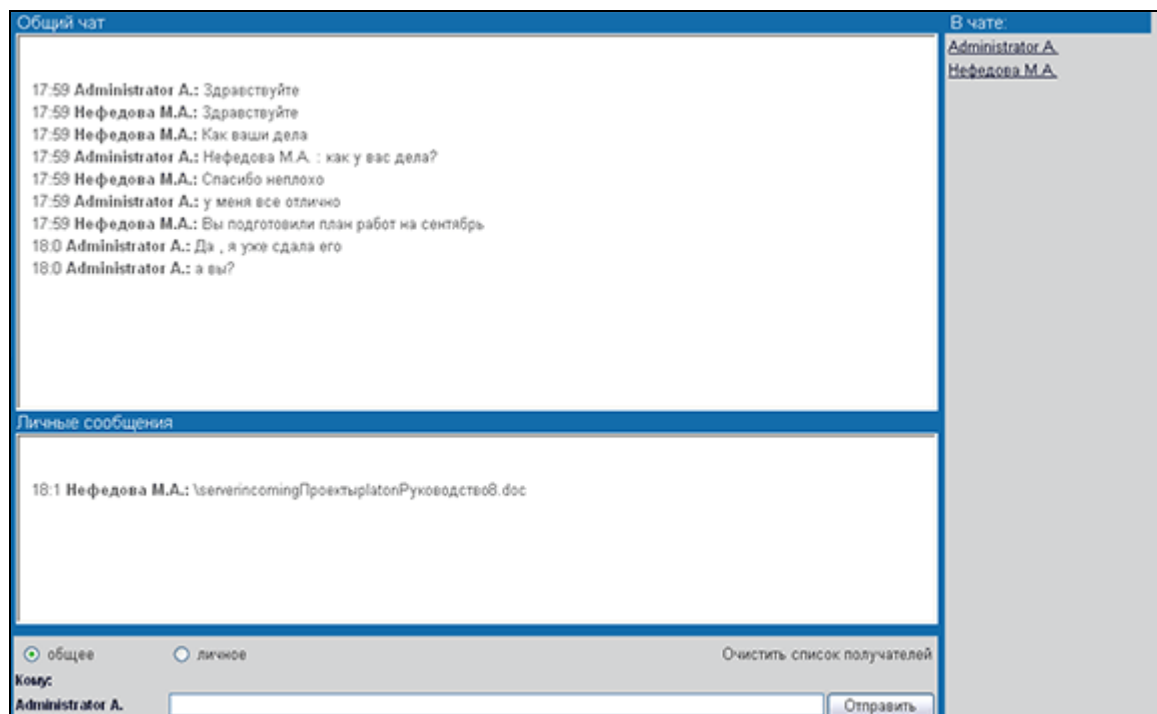 Общий чат
В чате:
Administrator A.
Нефедова М.А.
17:59 Administrator A.: Здравствуйте
17:59 Нефедова М.А.: Здравствуйте
17:59 Нефедова М.А.: Как ваши дела
17:59 Administrator A.: Нефедова М.А. : как у вас дела?
17:59 Нефедова М.А.: Спасибо неплохо
17:59 Administrator A.: у меня все отлично
17:59 Нефедова М.А.: Вы подготовили план работ на сентябрь
18:0 Administrator A.: Да , я уже сдала его
18:0 Administrator A.: а вы?
Личные сообщения
18:1 Нефедова М.А.: \serverincomingПроектыplatonРуководство8.doc
общее личное Очистить список получателей
Кому:
Administrator A. Отправить